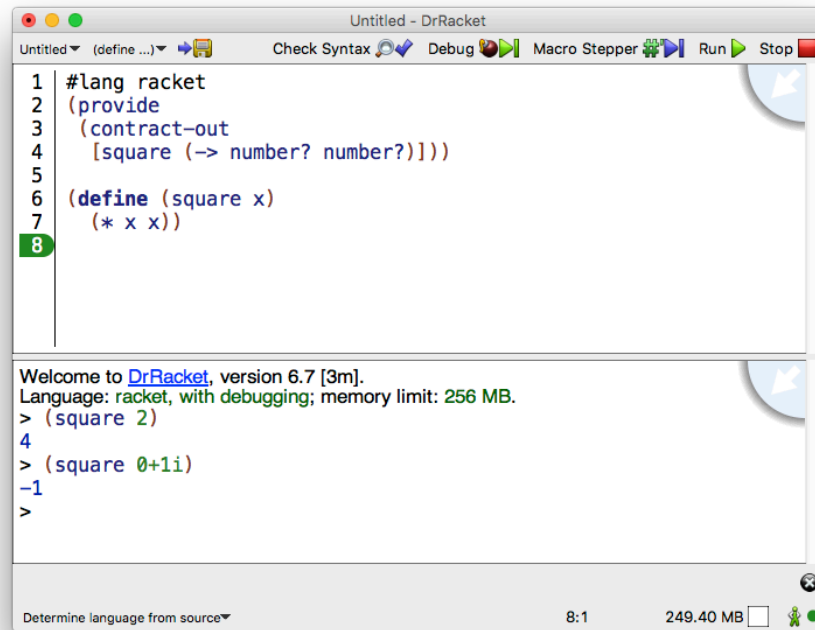 Untitled - DrRacket
Untitled (define ...) Check Syntax Debug Macro Stepper Run Stop
1 #lang racket
2 (provide
3  (contract-out
4   [square (-> number? number?)]))
5
6 (define (square x)
7   (* x x))
8
Welcome to DrRacket, version 6.7 [3m].
Language: racket, with debugging; memory limit: 256 MB.
> (square 2)
4
> (square 0+1i)
-1
>
Determine language from source 8:1 249.40 MB